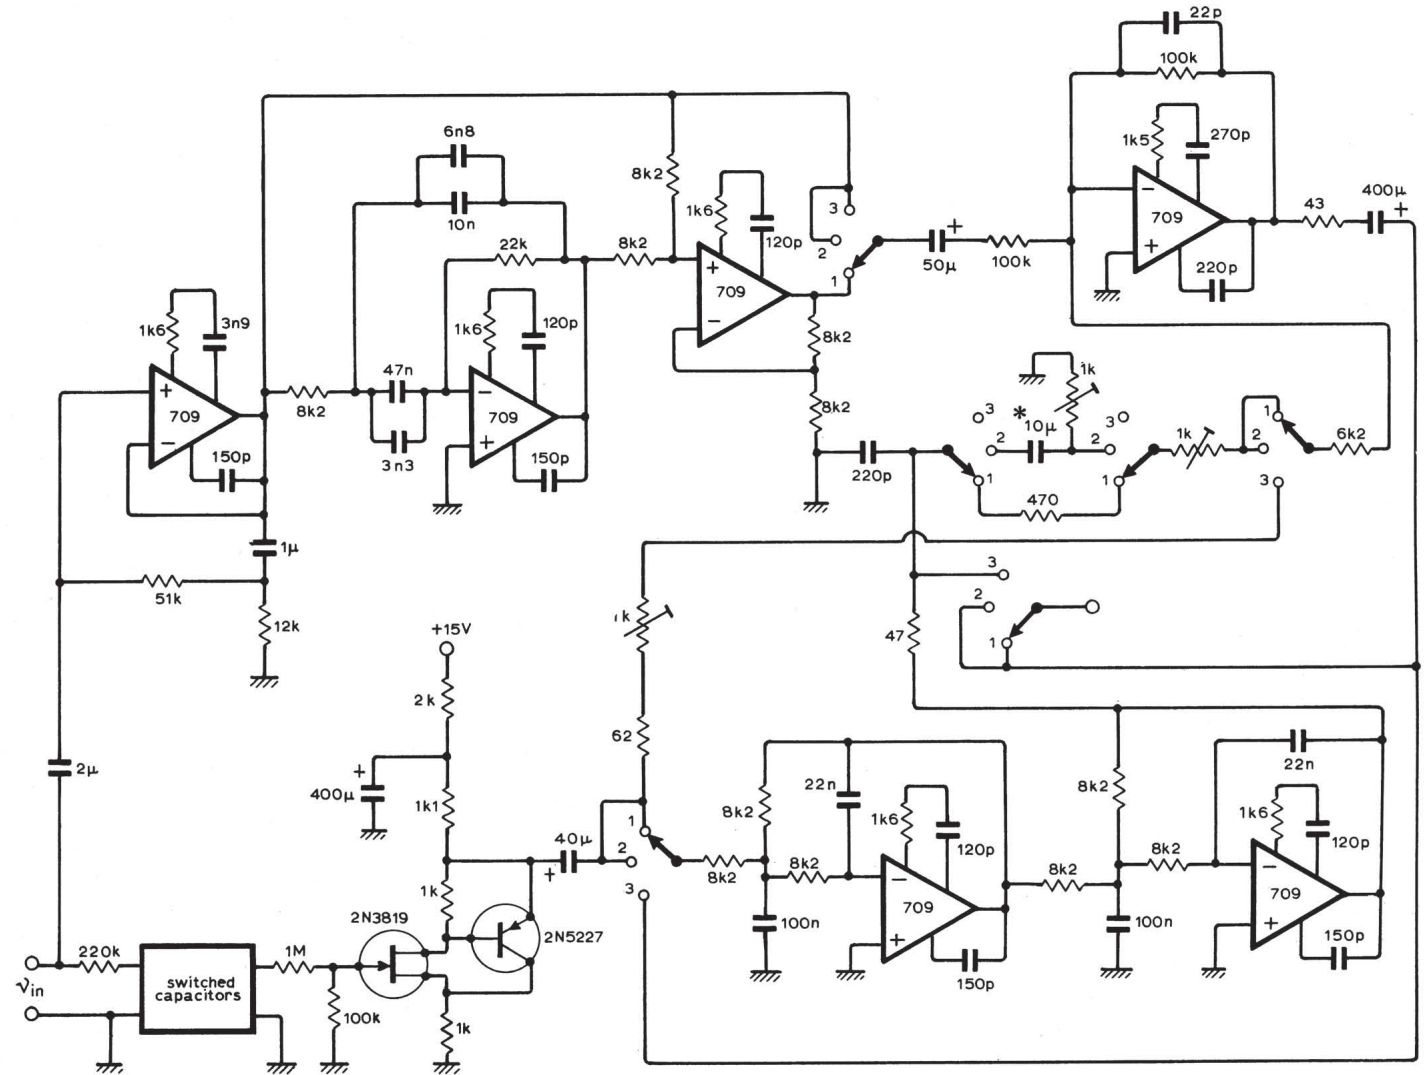 22p
100k
1k5
270p
−
709
+
220p
43
400μ
+
6n8
10n
8k2
1k6
120p
+
709
−
3
2
1
+
50μ
100k
22k
8k2
1k6
3n9
+
709
−
150p
8k2
47n
3n3
1k6
120p
−
709
+
150p
8k2
8k2
1k
3
* 10μ
2
3
2
1
470
1
1k
1
2
3
6k2
220p
1μ
51k
12k
+15V
2k
k
62
47
3
2
1
2μ
+
400μ
1k1
1k
40μ
+
1
2
3
8k2
8k2
22n
8k2
100n
1k6
120p
−
709
+
150p
8k2
8k2
8k2
100n
22n
1k6
120p
−
709
+
150p
2N3819
2N5227
220k
νin
switched
capacitors
1M
100k
1k